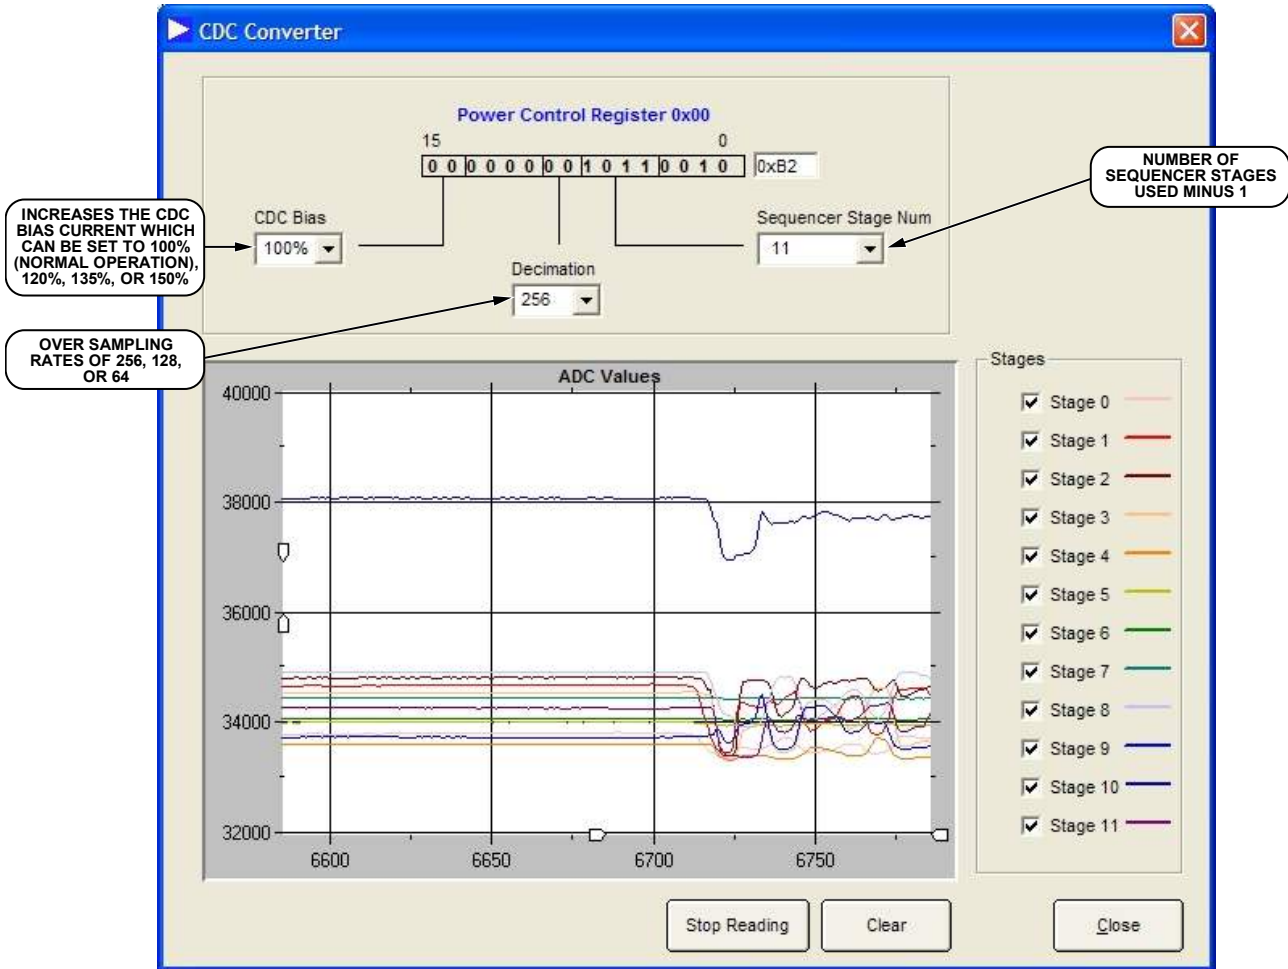 CDC Converter
Power Control Register 0x00
15 0
0 0 0 0 0 0 0 0 1 0 1 1 0 0 1 0 0xB2
NUMBER OF
SEQUENCER STAGES
USED MINUS 1
INCREASES THE CDC
BIAS CURRENT WHICH
CAN BE SET TO 100%
(NORMAL OPERATION),
120%, 135%, OR 150%
CDC Bias
100%
Decimation
256
Sequencer Stage Num
11
OVER SAMPLING
RATES OF 256, 128,
OR 64
ADC Values
40000
38000
36000
34000
32000
6600 6650 6700 6750
Stages
Stage 0
Stage 1
Stage 2
Stage 3
Stage 4
Stage 5
Stage 6
Stage 7
Stage 8
Stage 9
Stage 10
Stage 11
Stop Reading
Clear
Close